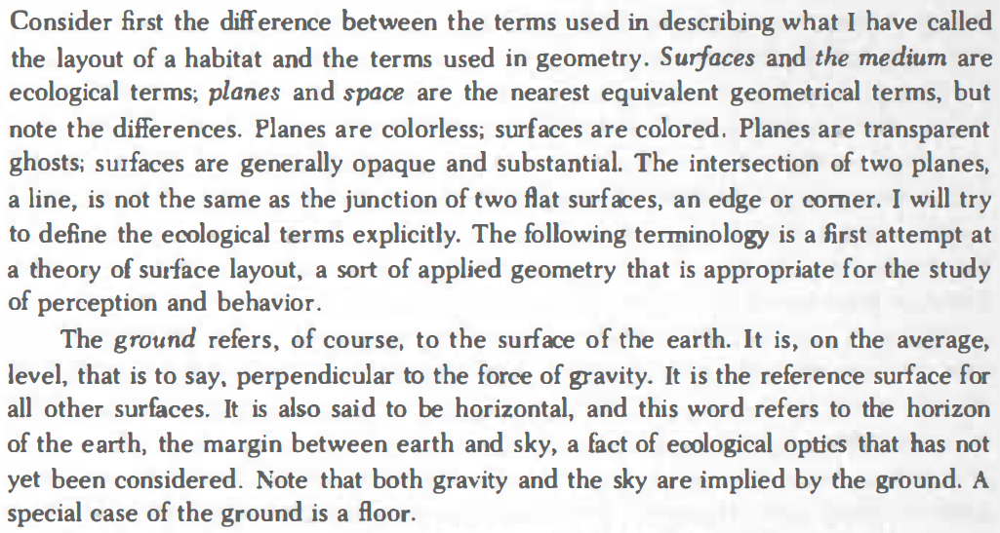 Consider first the difference between the terms used in describing what I have called
the layout of a habitat and the terms used in geometry. Surfaces and the medium are
ecological terms; planes and space are the nearest equivalent geometrical terms, but
note the differences. Planes are colorless; surfaces are colored. Planes are transparent
ghosts; surfaces are generally opaque and substantial. The intersection of two planes,
a line, is not the same as the junction of two flat surfaces, an edge or corner. I will try
to define the ecological terms explicitly. The following terminology is a first attempt at
a theory of surface layout, a sort of applied geometry that is appropriate for the study
of perception and behavior.
The ground refers, of course, to the surface of the earth. It is, on the average,
level, that is to say, perpendicular to the force of gravity. It is the reference surface for
all other surfaces. It is also said to be horizontal, and this word refers to the horizon
of the earth, the margin between earth and sky, a fact of ecological optics that has not
yet been considered. Note that both gravity and the sky are implied by the ground. A
special case of the ground is a floor.